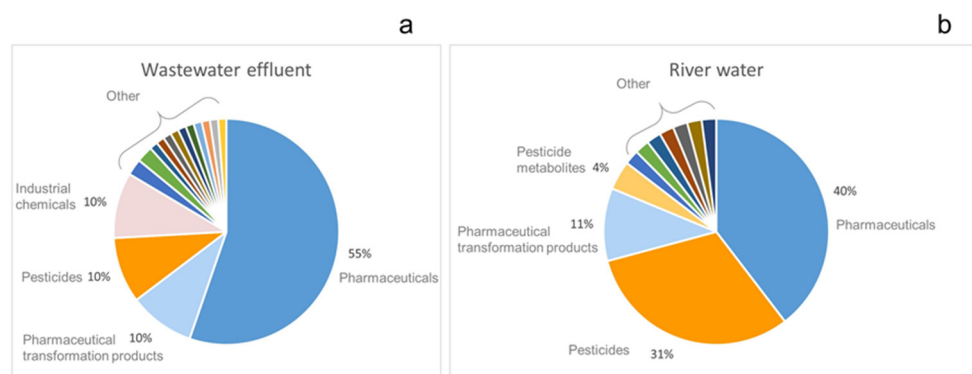 a
Wastewater effluent
Other
Industrial
chemicals 10%
Pesticides 10%
Pharmaceutical
transformation products
10%
55%
Pharmaceuticals
b
River water
Other
Pesticide
metabolites 4%
Pharmaceutical
transformation products
11%
40%
Pharmaceuticals
Pesticides 31%